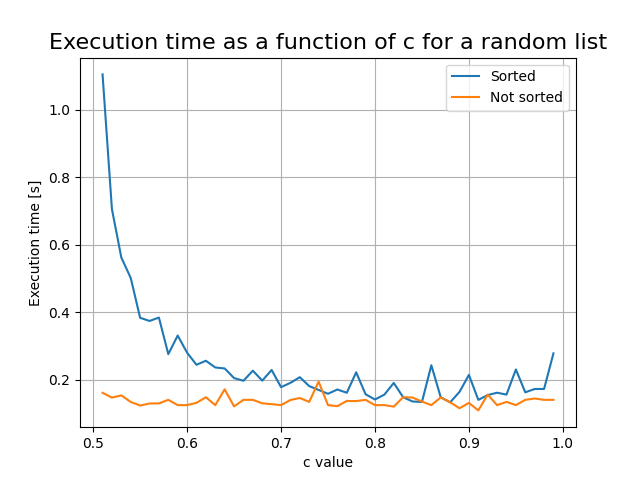 Execution time as a function of c for a random list
Sorted
Not sorted
1.0
0.8
0.6
0.4
0.2
Execution time [s]
0.5 0.6 0.7 0.8 0.9 1.0
c value